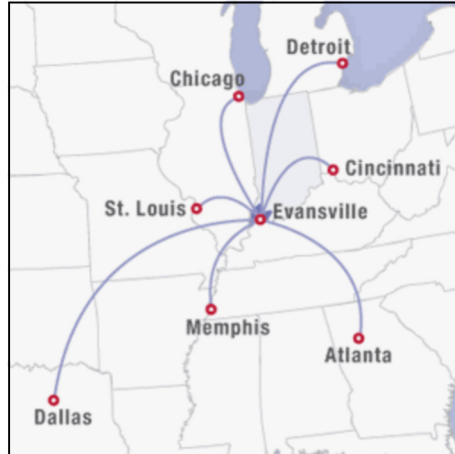 Detroit
Chicago
Cincinnati
St. Louis
Evansville
Memphis
Atlanta
Dallas